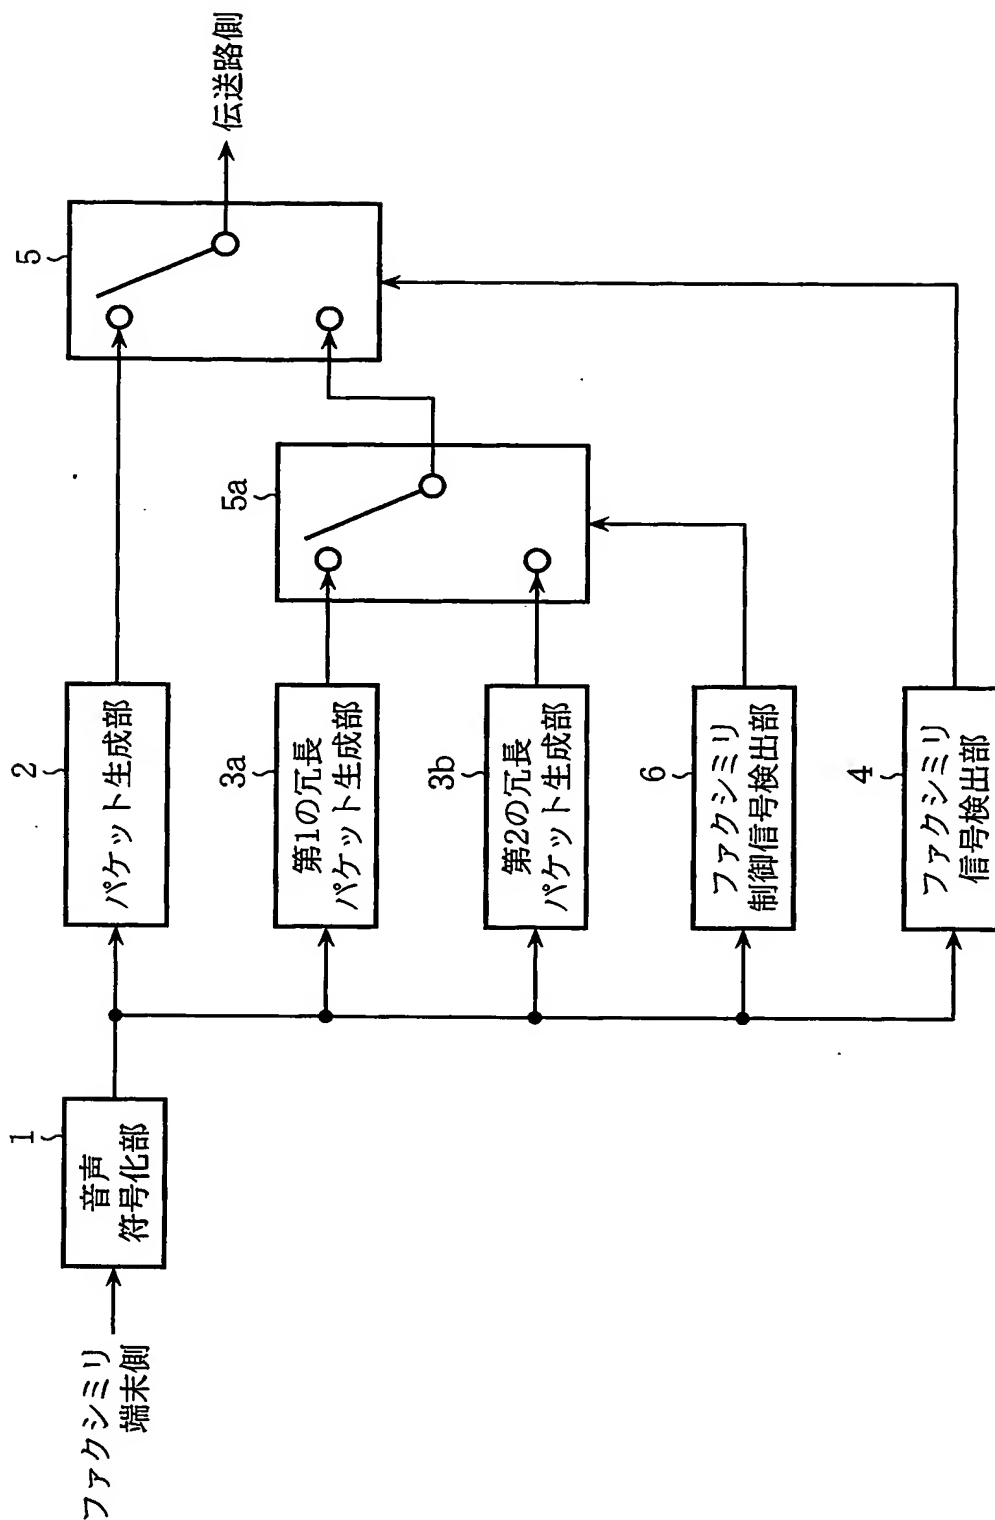 ファクシミリ
端末側
1
音声
符号化部
2
パケット生成部
3a
第1の冗長
パケット生成部
3b
第2の冗長
パケット生成部
6
ファクシミリ
制御信号検出部
4
ファクシミリ
信号検出部
5a
5
伝送路側